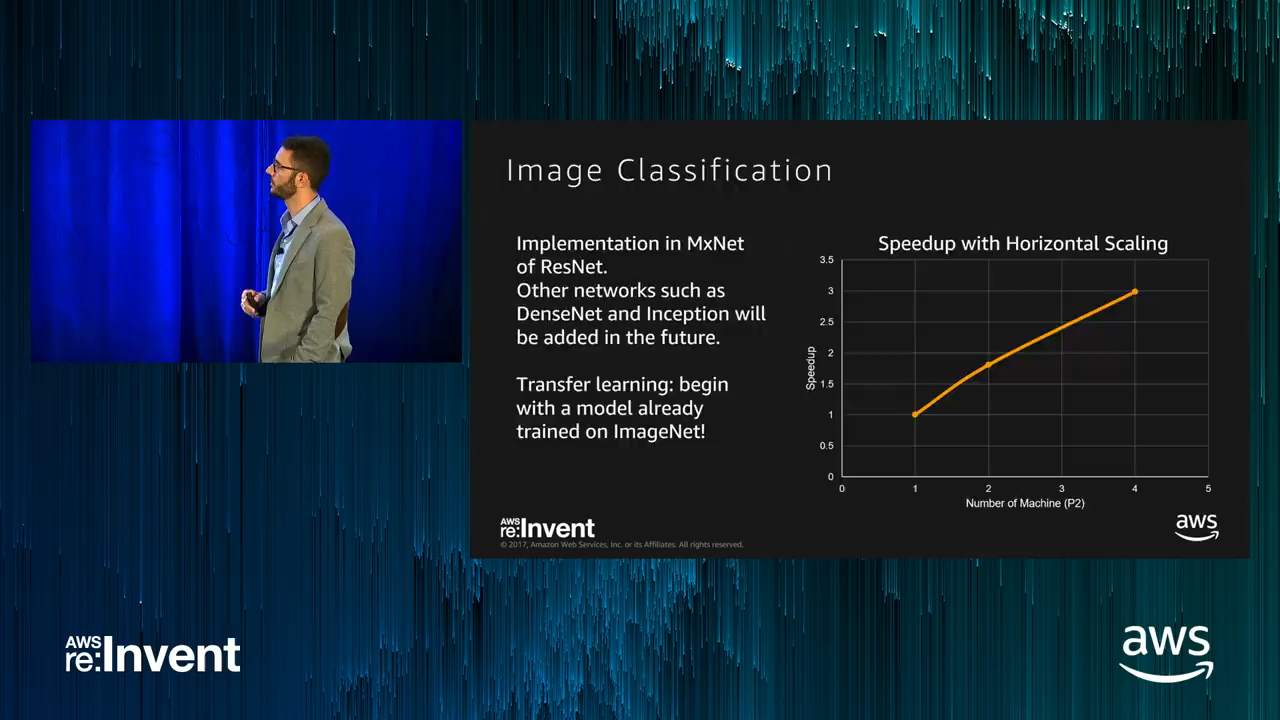 Image Classification
Implementation in MxNet
of ResNet.
Other networks such as
DenseNet and Inception will
be added in the future.
Transfer learning: begin
with a model already
trained on ImageNet!
Speedup with Horizontal Scaling
3.5
3
2.5
2
1.5
1
0.5
0
Speedup
0 1 2 3 4 5
Number of Machine (P2)
AWS
re:Invent
© 2017, Amazon Web Services, Inc. or its Affiliates. All rights reserved.
aws
AWS
re:Invent
aws